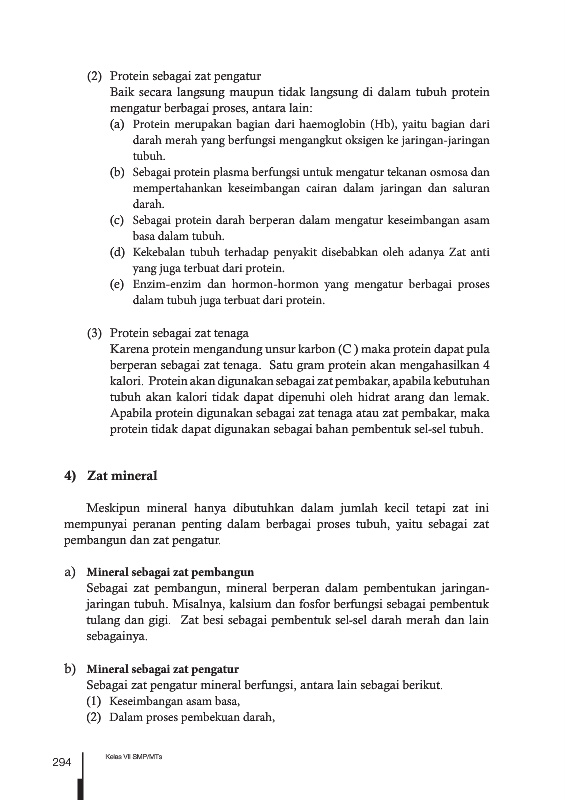 (2) Protein sebagai zat pengatur
Baik secara langsung maupun tidak langsung di dalam tubuh protein
mengatur berbagai proses, antara lain:
(a) Protein merupakan bagian dari haemoglobin (Hb), yaitu bagian dari
darah merah yang berfungsi mengangkut oksigen ke jaringan-jaringan
tubuh.
(b) Sebagai protein plasma berfungsi untuk mengatur tekanan osmosa dan
mempertahankan keseimbangan cairan dalam jaringan dan saluran
darah.
(c) Sebagai protein darah berperan dalam mengatur keseimbangan asam
basa dalam tubuh.
(d) Kekebalan tubuh terhadap penyakit disebabkan oleh adanya Zat anti
yang juga terbuat dari protein.
(e) Enzim-enzim dan hormon-hormon yang mengatur berbagai proses
dalam tubuh juga terbuat dari protein.
(3) Protein sebagai zat tenaga
Karena protein mengandung unsur karbon (C ) maka protein dapat pula
berperan sebagai zat tenaga. Satu gram protein akan mengahasilkan 4
kalori. Protein akan digunakan sebagai zat pembakar, apabila kebutuhan
tubuh akan kalori tidak dapat dipenuhi oleh hidrat arang dan lemak.
Apabila protein digunakan sebagai zat tenaga atau zat pembakar, maka
protein tidak dapat digunakan sebagai bahan pembentuk sel-sel tubuh.
4) Zat mineral
Meskipun mineral hanya dibutuhkan dalam jumlah kecil tetapi zat ini
mempunyai peranan penting dalam berbagai proses tubuh, yaitu sebagai zat
pembangun dan zat pengatur.
a) Mineral sebagai zat pembangun
Sebagai zat pembangun, mineral berperan dalam pembentukan jaringan-
jaringan tubuh. Misalnya, kalsium dan fosfor berfungsi sebagai pembentuk
tulang dan gigi. Zat besi sebagai pembentuk sel-sel darah merah dan lain
sebagainya.
b) Mineral sebagai zat pengatur
Sebagai zat pengatur mineral berfungsi, antara lain sebagai berikut.
(1) Keseimbangan asam basa,
(2) Dalam proses pembekuan darah,
294 Kelas VII SMP/MTs